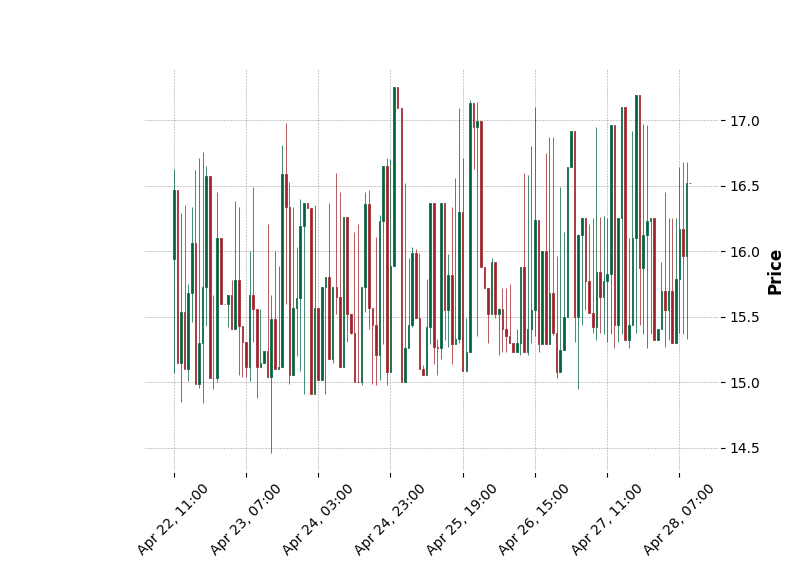 17.0
16.5
16.0
15.5
15.0
14.5
Price
Apr 22, 11:00
Apr 23, 07:00
Apr 24, 03:00
Apr 24, 23:00
Apr 25, 19:00
Apr 26, 15:00
Apr 27, 11:00
Apr 28, 07:00